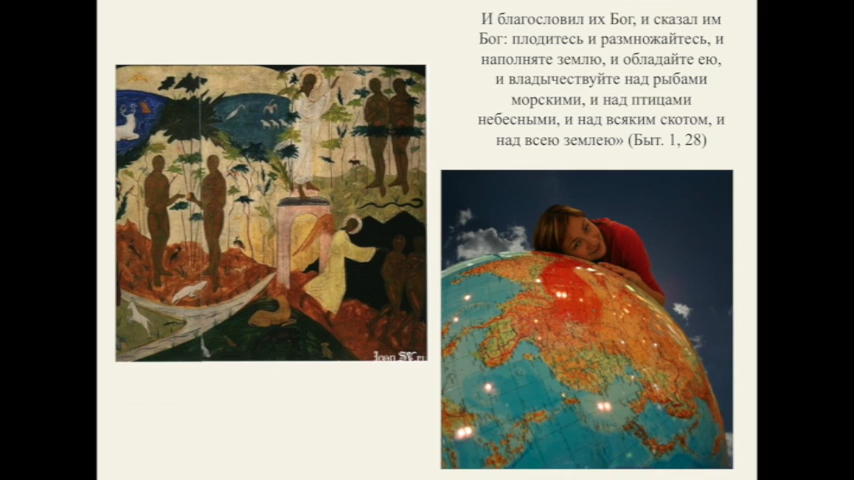 И благословил их Бог, и сказал им
Бог: плодитесь и размножайтесь, и
наполняте землю, и обладайте ею,
и владычествуйте над рыбами
морскими, и над птицами
небесными, и над всяким скотом, и
над всею землею» (Быт. 1, 28)